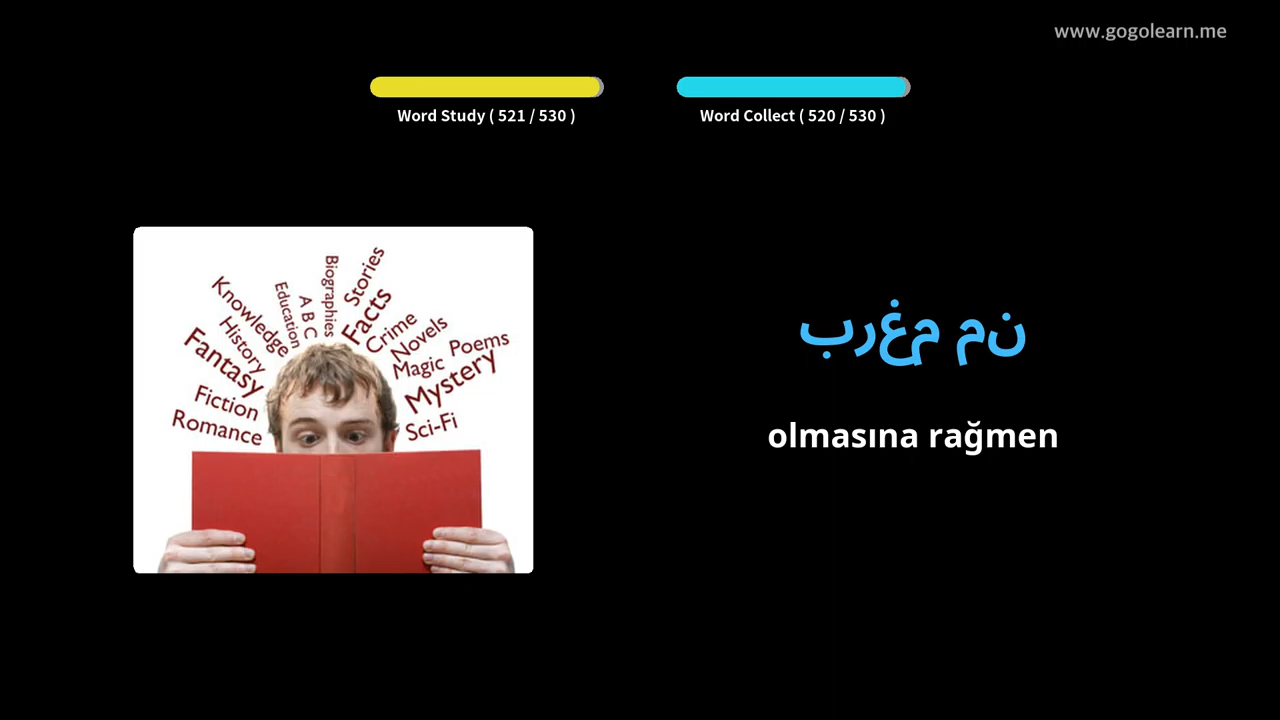 www.gogolearn.me
Word Study ( 521 / 530 )
Word Collect ( 520 / 530 )
Knowledge
History
Fantasy
Fiction
Romance
Education
A B C
Biographies
Stories
Facts
Crime
Novels
Magic
Poems
Mystery
Sci-Fi
برغم من
olmasına rağmen